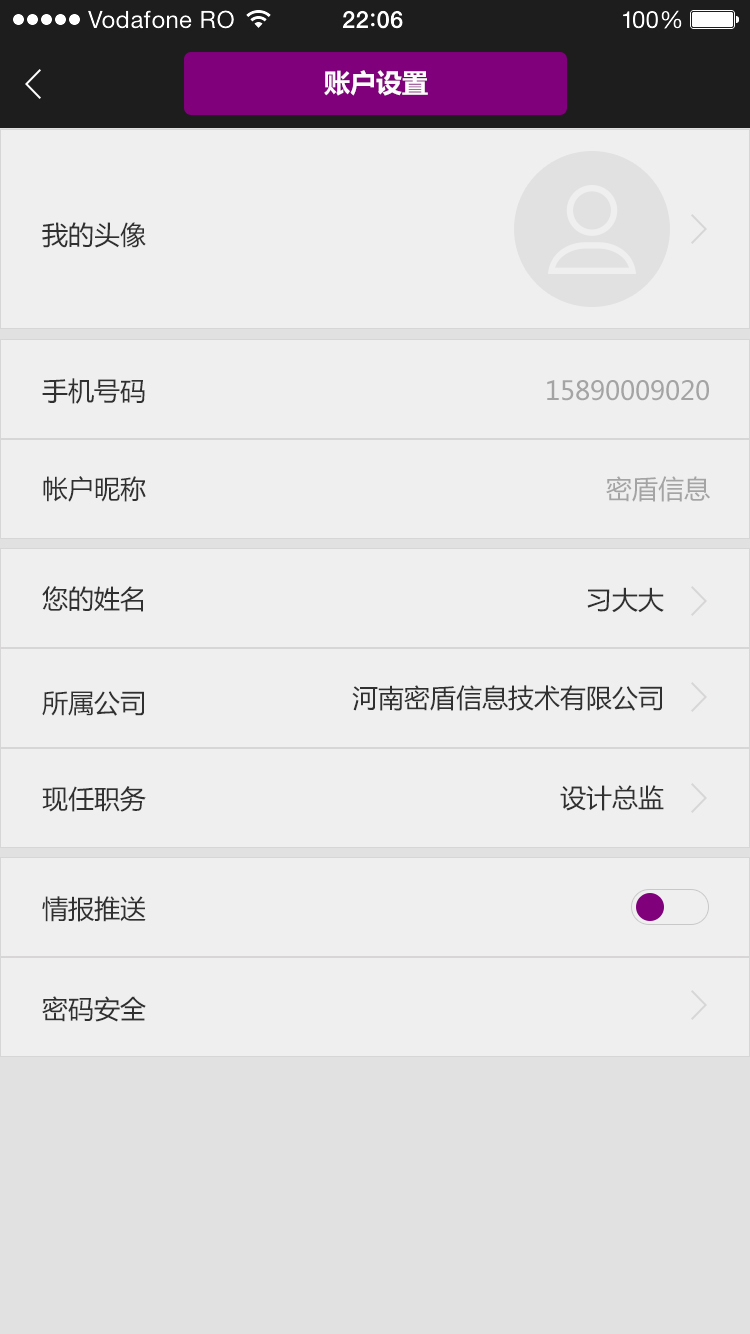 Vodafone RO 22:06 100%
账户设置
我的头像
手机号码 15890009020
帐户昵称 密盾信息
您的姓名 习大大
所属公司 河南密盾信息技术有限公司
现任职务 设计总监
情报推送
密码安全